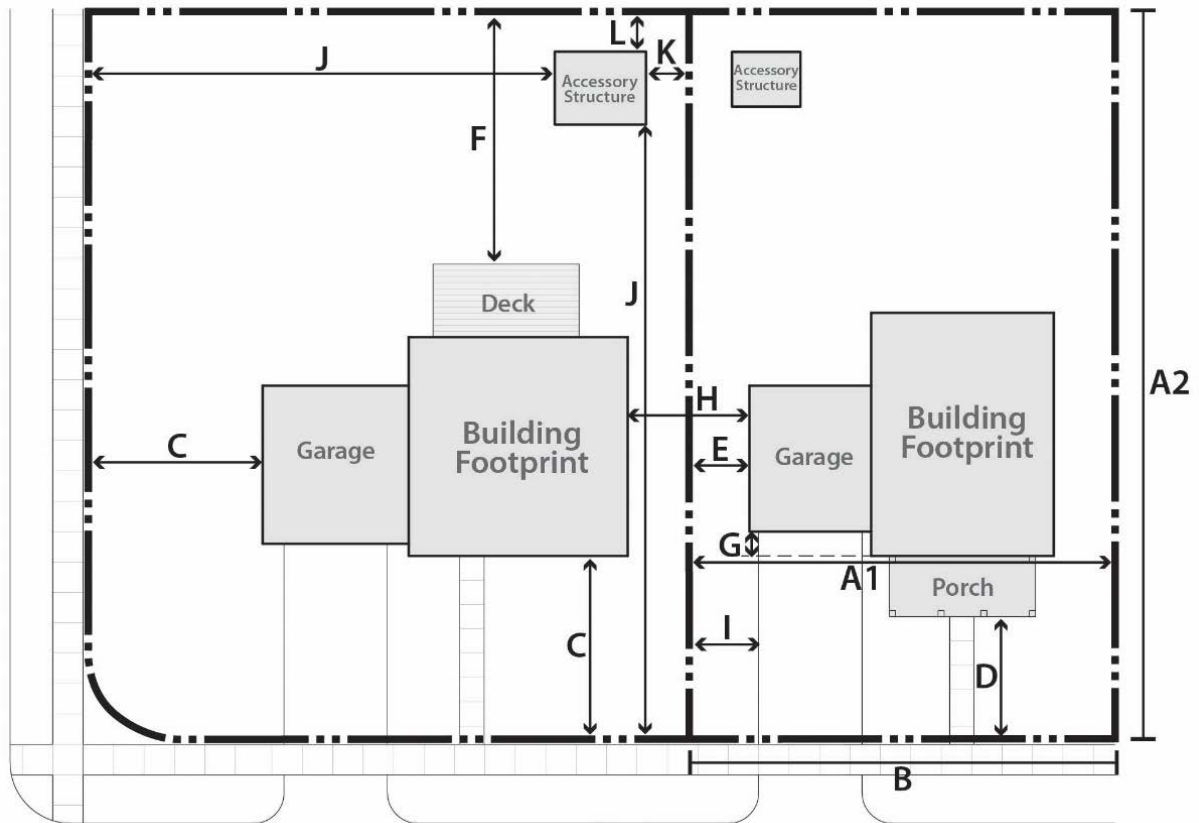 L
J
K
Accessory
Structure
Accessory
Structure
F
J
Deck
A2
H
C
Garage
Building
Footprint
E
Garage
Building
Footprint
G
A1
Porch
C
I
D
B